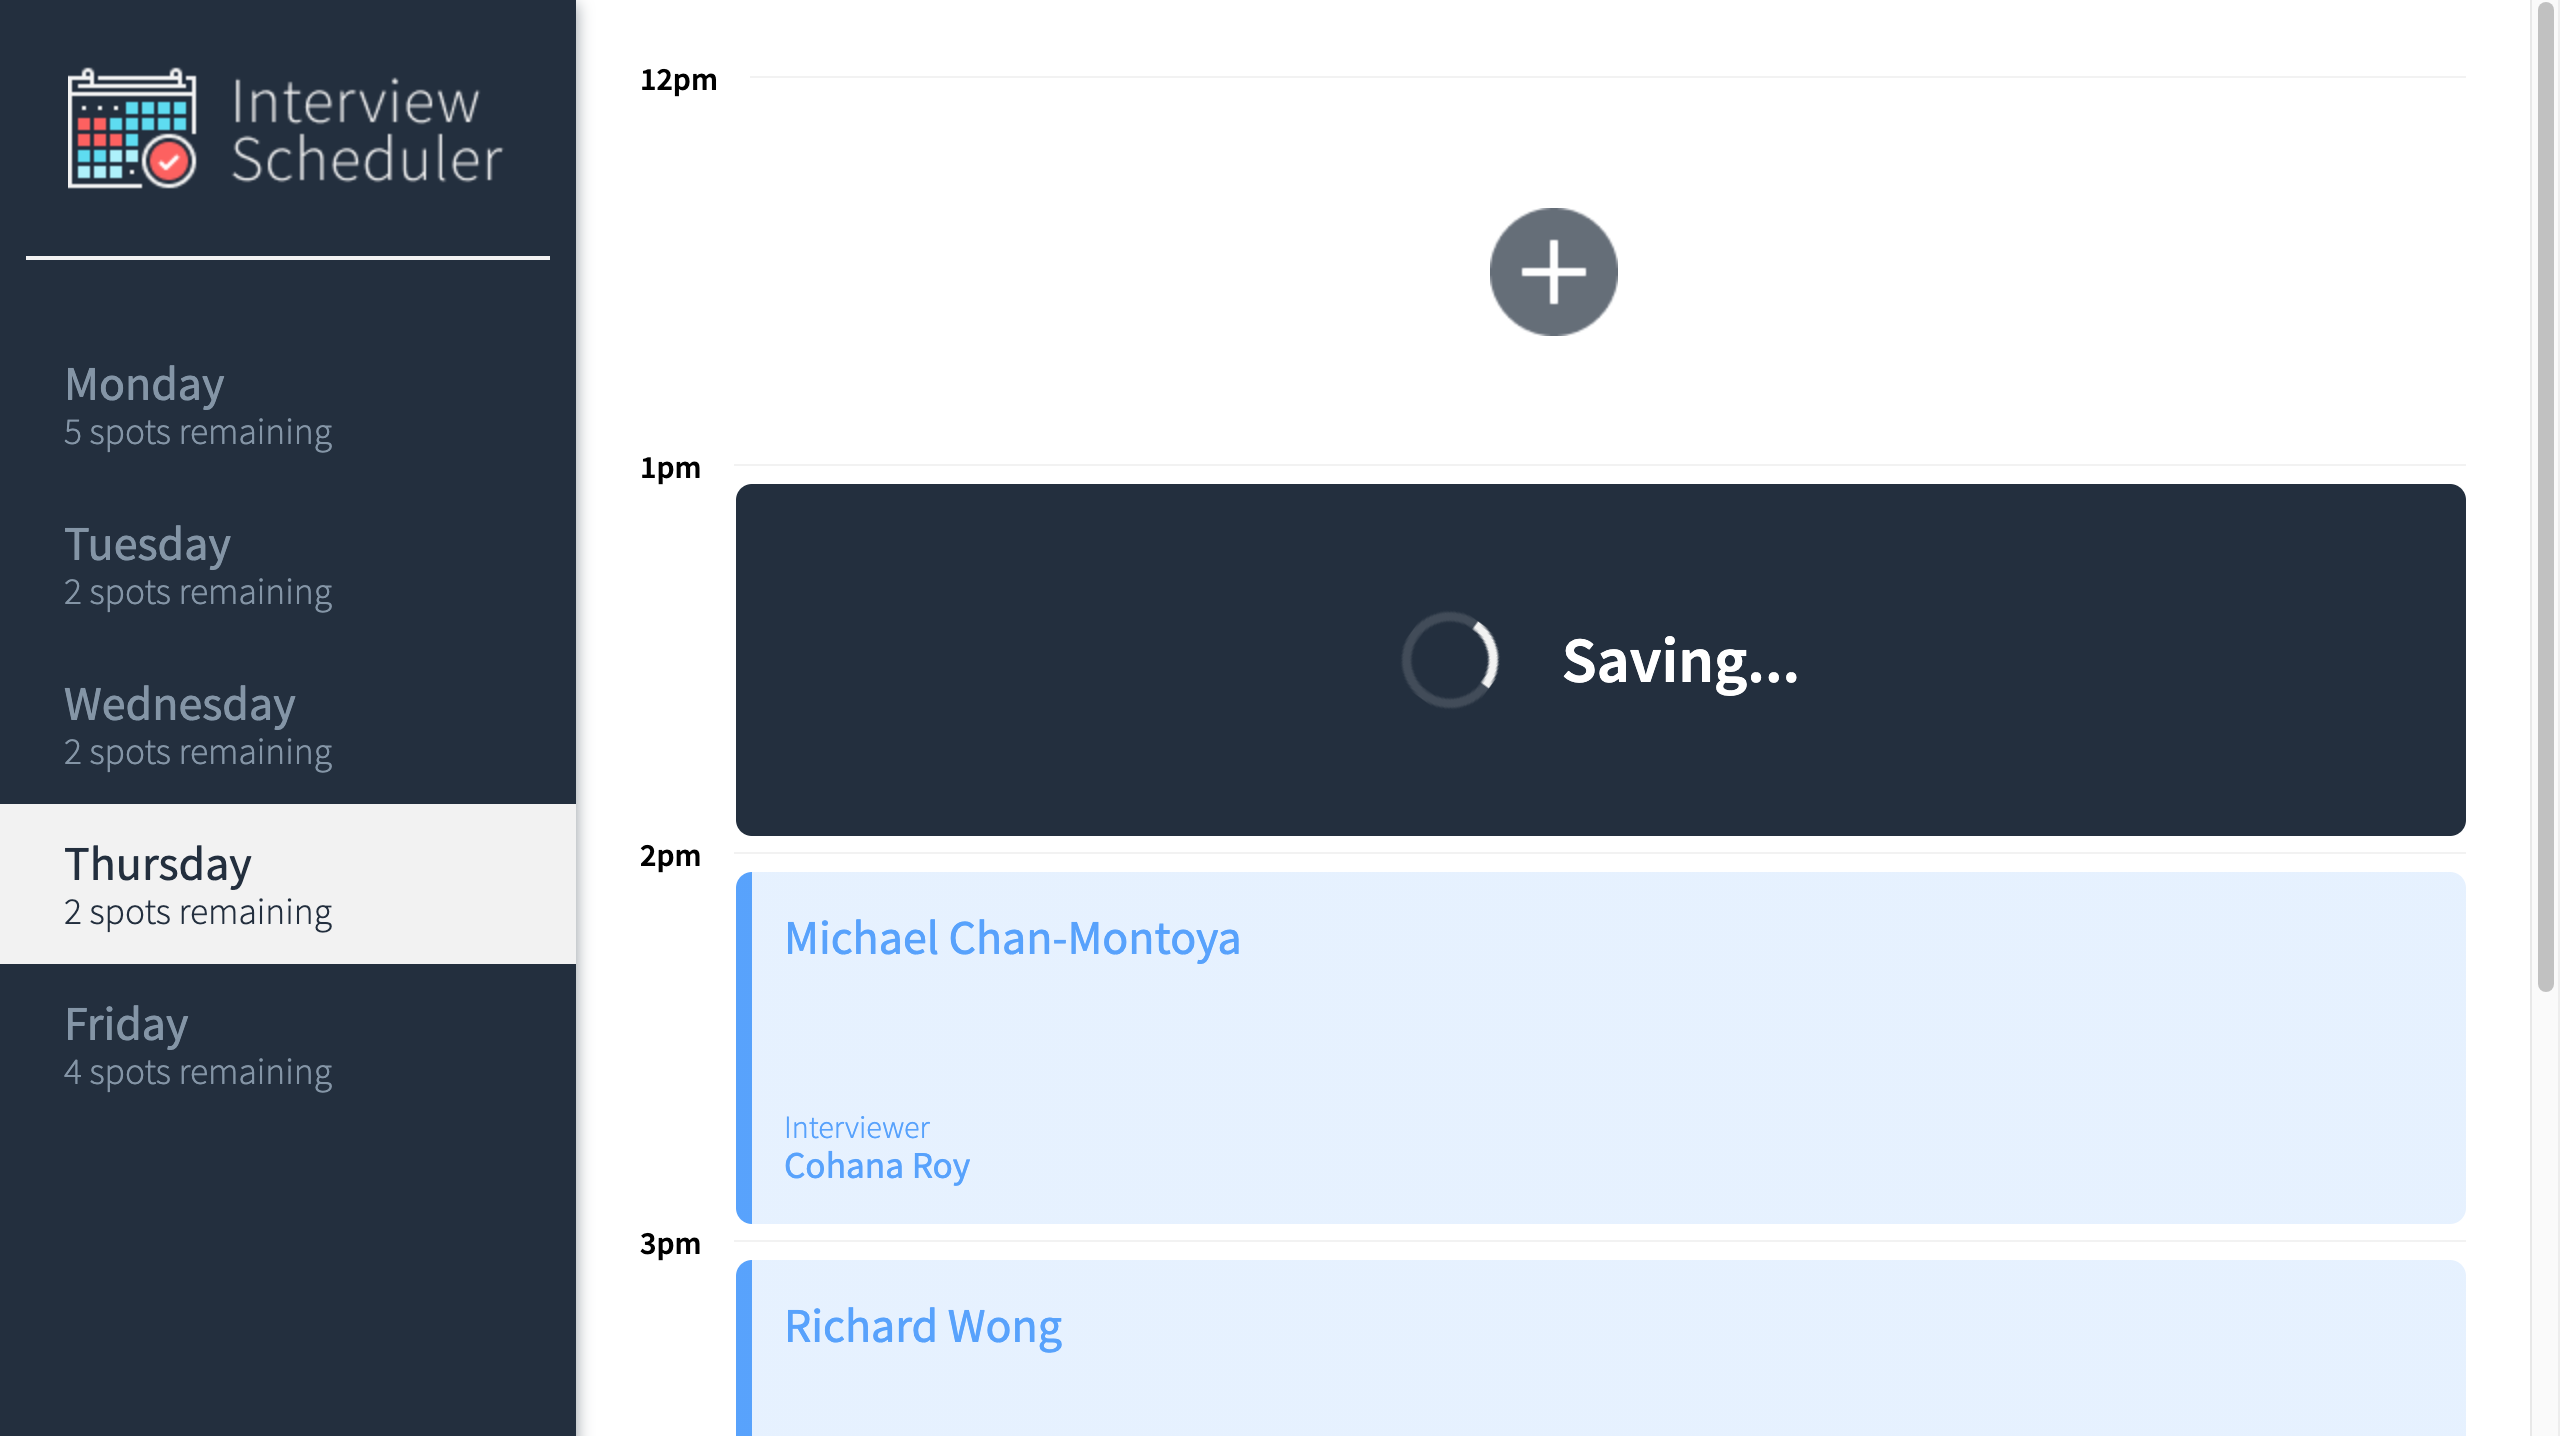 Interview
Scheduler
Monday
5 spots remaining
Tuesday
2 spots remaining
Wednesday
2 spots remaining
Thursday
2 spots remaining
Friday
4 spots remaining
12pm
1pm
Saving...
2pm
Michael Chan-Montoya
Interviewer
Cohana Roy
3pm
Richard Wong